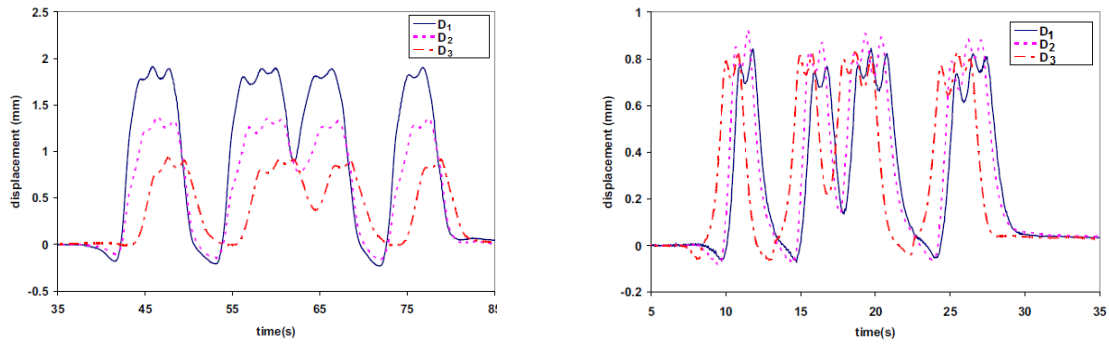 2.5
2
1.5
1
0.5
0
-0.5
displacement (mm)
35 45 55 65 75 85
time(s)
D1
D2
D3
1
0.8
0.6
0.4
0.2
0
-0.2
displacement (mm)
5 10 15 20 25 30 35
time(s)
D1
D2
D3